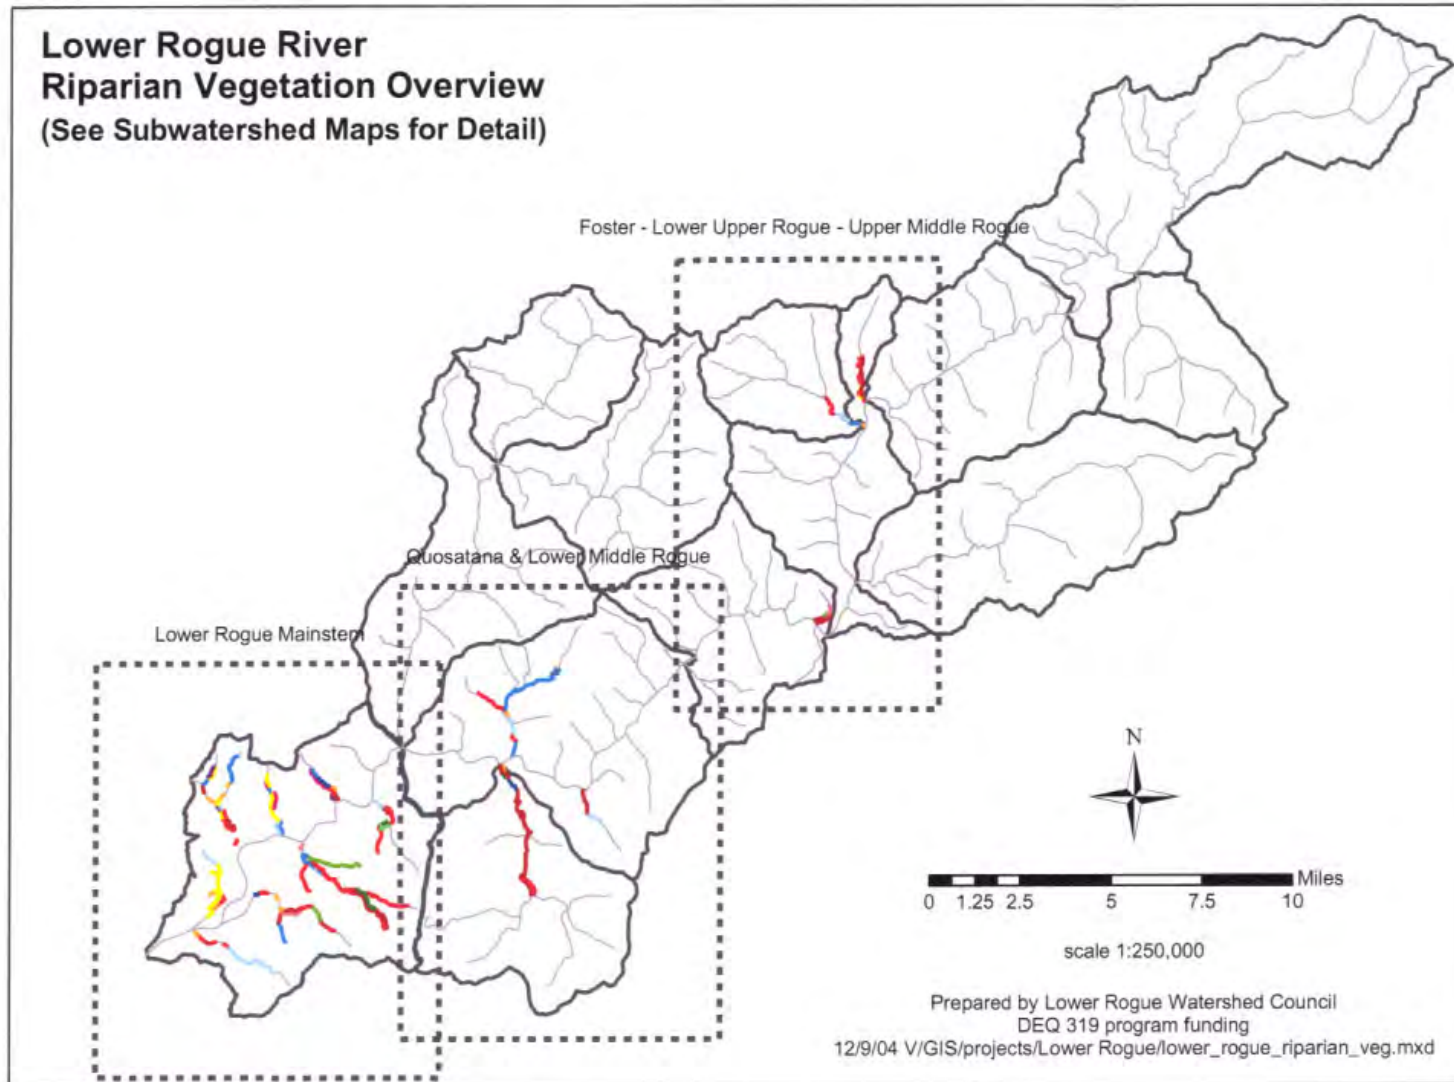 Lower Rogue River
Riparian Vegetation Overview
(See Subwatershed Maps for Detail)
Foster - Lower Upper Rogue - Upper Middle Rogue
Quosatana & Lower Middle Rogue
Lower Rogue Mainstem
N
Miles
0 1.25 2.5 5 7.5 10
scale 1:250,000
Prepared by Lower Rogue Watershed Council
DEQ 319 program funding
12/9/04 V/GIS/projects/Lower Rogue/lower_rogue_riparian_veg.mxd